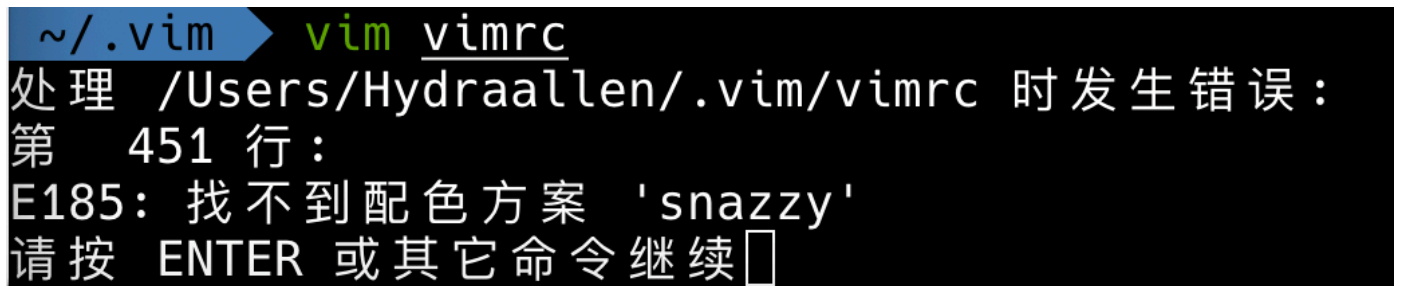 ~/.vim vim vimrc
处理 /Users/Hydraallen/.vim/vimrc 时发生错误：
第  451 行：
E185: 找不到配色方案 'snazzy'
请按 ENTER 或其它命令继续